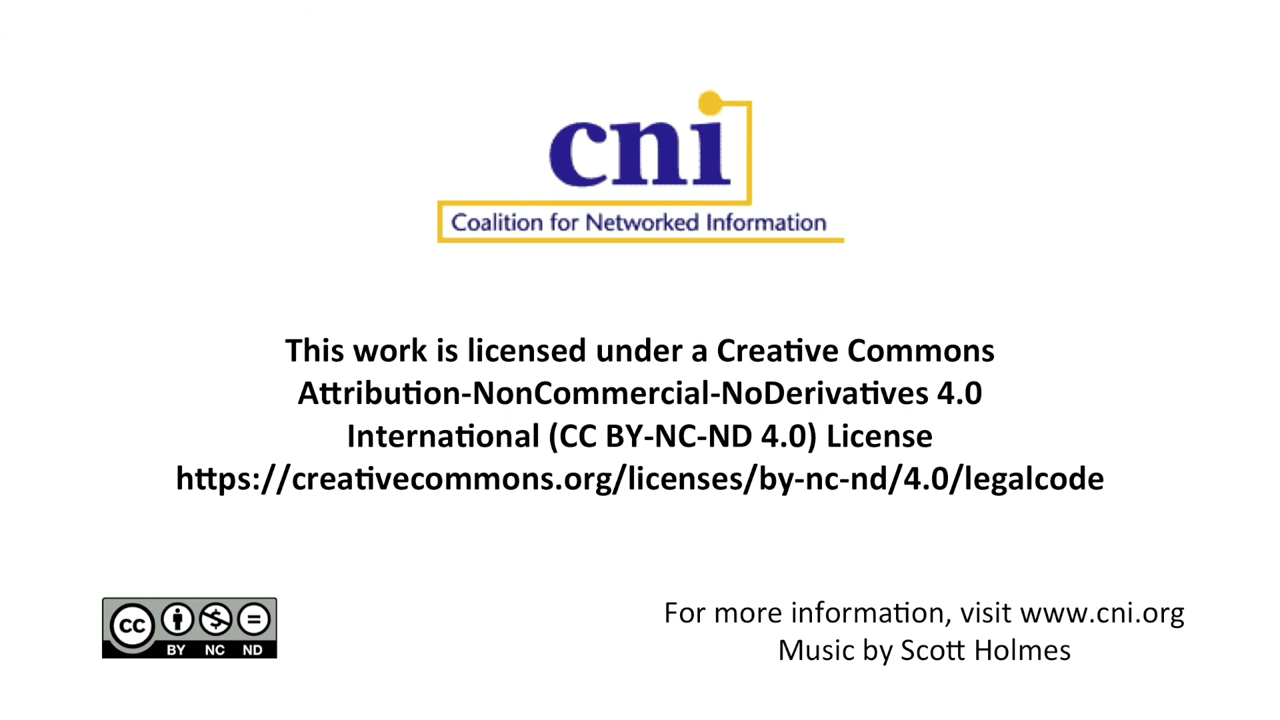 cni
Coalition for Networked Information
This work is licensed under a Creative Commons
Attribution-NonCommercial-NoDerivatives 4.0
International (CC BY-NC-ND 4.0) License
https://creativecommons.org/licenses/by-nc-nd/4.0/legalcode
cc
BY NC ND
For more information, visit www.cni.org
Music by Scott Holmes